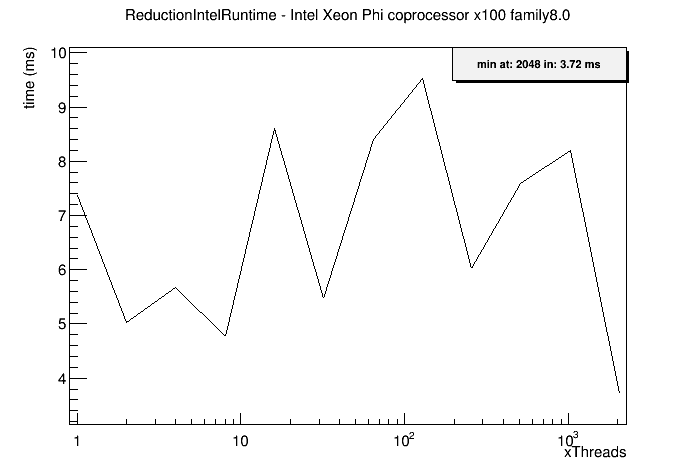 ReductionIntelRuntime - Intel Xeon Phi coprocessor x100 family8.0
time (ms)
min at: 2048 in: 3.72 ms
10
9
8
7
6
5
4
1 10 10² 10³
xThreads